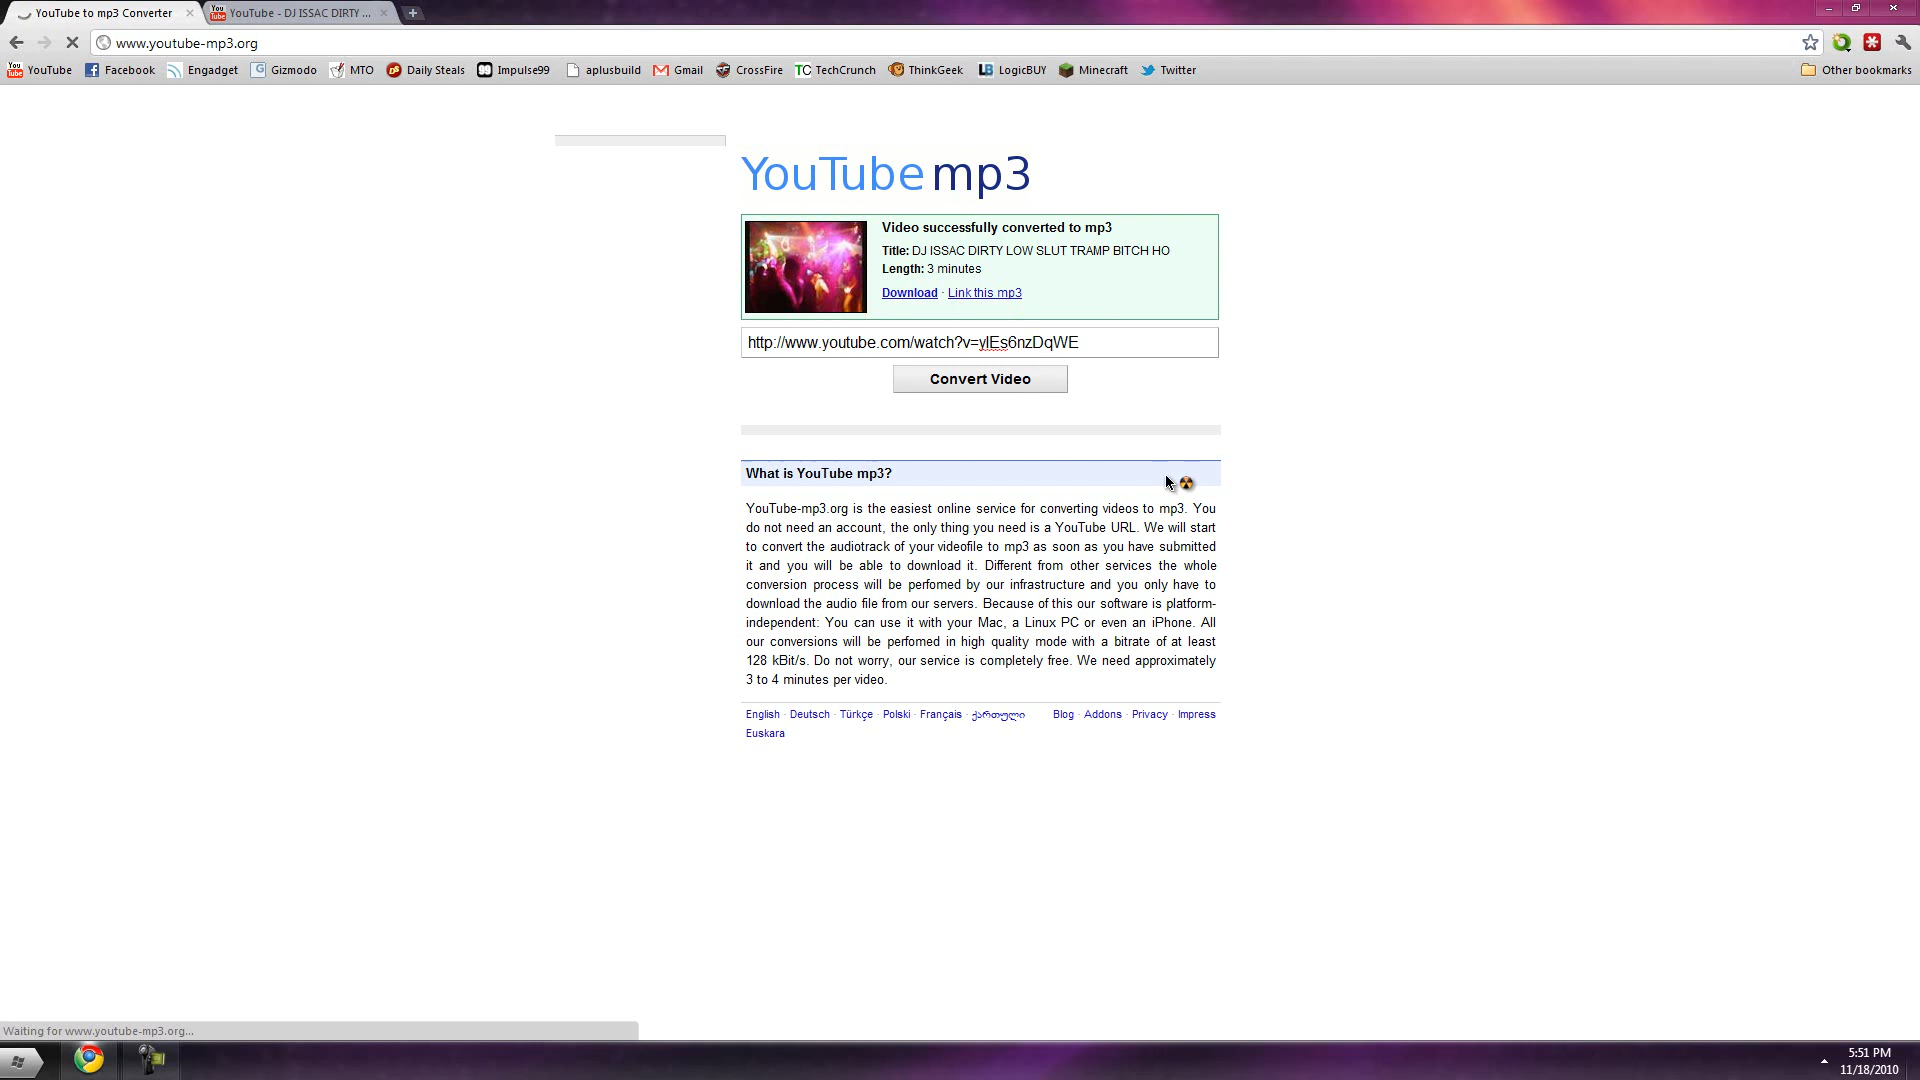 YouTube to mp3 Converter
YouTube - DJ ISSAC DIRTY ...
www.youtube-mp3.org
YouTube Facebook Engadget Gizmodo MTO Daily Steals Impulse99 aplusbuild Gmail CrossFire TechCrunch ThinkGeek LogicBUY Minecraft Twitter Other bookmarks
YouTube mp3
Video successfully converted to mp3
Title: DJ ISSAC DIRTY LOW SLUT TRAMP BITCH HO
Length: 3 minutes
Download · Link this mp3
http://www.youtube.com/watch?v=ylEs6nzDqWE
Convert Video
What is YouTube mp3?
YouTube-mp3.org is the easiest online service for converting videos to mp3. You
do not need an account, the only thing you need is a YouTube URL. We will start
to convert the audiotrack of your videofile to mp3 as soon as you have submitted
it and you will be able to download it. Different from other services the whole
conversion process will be perfomed by our infrastructure and you only have to
download the audio file from our servers. Because of this our software is platform-
independent: You can use it with your Mac, a Linux PC or even an iPhone. All
our conversions will be perfomed in high quality mode with a bitrate of at least
128 kBit/s. Do not worry, our service is completely free. We need approximately
3 to 4 minutes per video.
English · Deutsch · Türkçe · Polski · Français · ქართული Blog · Addons · Privacy · Impress
Euskara
Waiting for www.youtube-mp3.org...
5:51 PM
11/18/2010